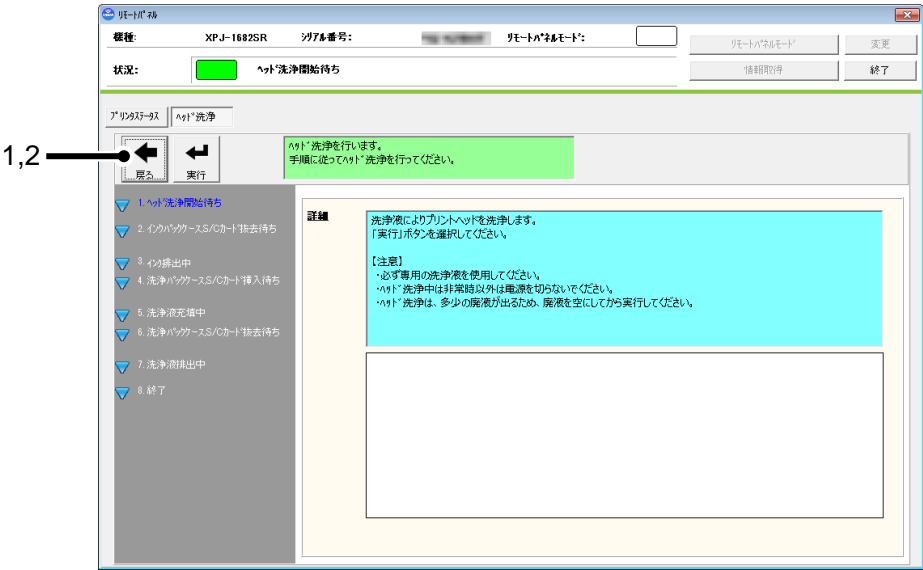 リモートパネル
機種: XPJ-1682SR シリアル番号: リモートパネルモード:
リモートパネルモード 変更
状況: ヘッド洗浄開始待ち
情報取得 終了
プリンタステータス ヘッド洗浄
1,2
戻る 実行
ヘッド洗浄を行います。
手順に従ってヘッド洗浄を行ってください。
1. ヘッド洗浄開始待ち
2. インクパックケース,S/Cカード抜去待ち
3. インク排出中
4. 洗浄パックケース,S/Cカード挿入待ち
5. 洗浄液充填中
6. 洗浄パックケース,S/Cカード抜去待ち
7. 洗浄液排出中
8. 終了
詳細
洗浄液によりプリントヘッドを洗浄します。
「実行」ボタンを選択してください。
【注意】
・必ず専用の洗浄液を使用してください。
・ヘッド洗浄中は非常時以外は電源を切らないでください。
・ヘッド洗浄は、多少の廃液が出るため、廃液を空にしてから実行してください。